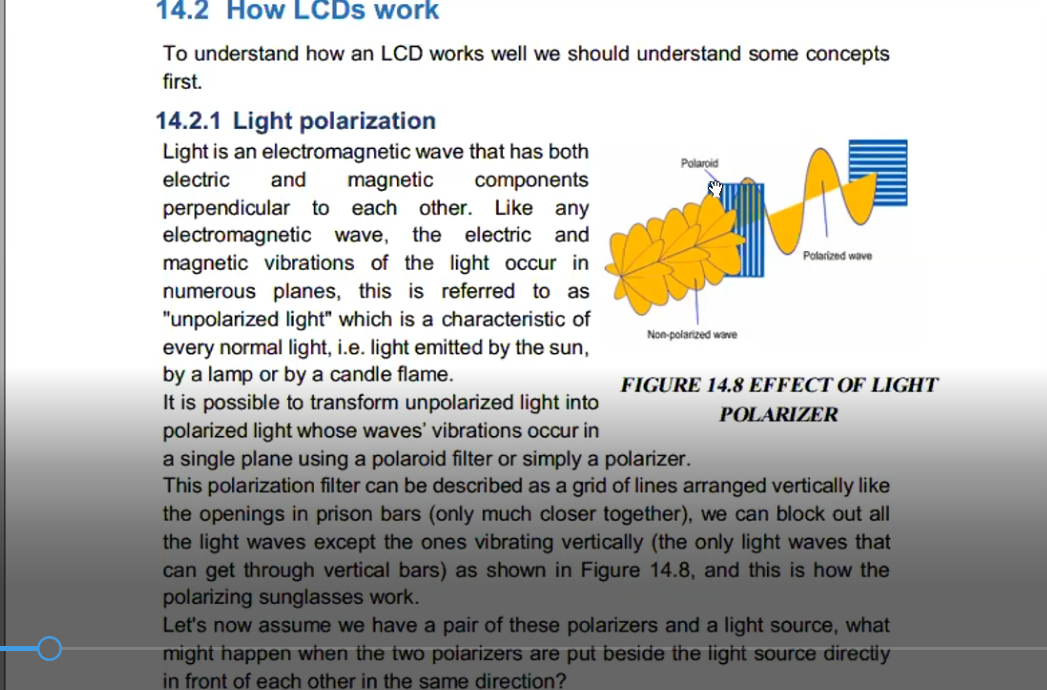 14.2 How LCDs work
To understand how an LCD works well we should understand some concepts
first.
14.2.1 Light polarization
Light is an electromagnetic wave that has both
electric and magnetic components
perpendicular to each other. Like any
electromagnetic wave, the electric and
magnetic vibrations of the light occur in
numerous planes, this is referred to as
"unpolarized light" which is a characteristic of
every normal light, i.e. light emitted by the sun,
by a lamp or by a candle flame.
Polaroid
Polarized wave
Non-polarized wave
FIGURE 14.8 EFFECT OF LIGHT
POLARIZER
It is possible to transform unpolarized light into
polarized light whose waves' vibrations occur in
a single plane using a polaroid filter or simply a polarizer.
This polarization filter can be described as a grid of lines arranged vertically like
the openings in prison bars (only much closer together), we can block out all
the light waves except the ones vibrating vertically (the only light waves that
can get through vertical bars) as shown in Figure 14.8, and this is how the
polarizing sunglasses work.
Let's now assume we have a pair of these polarizers and a light source, what
might happen when the two polarizers are put beside the light source directly
in front of each other in the same direction?